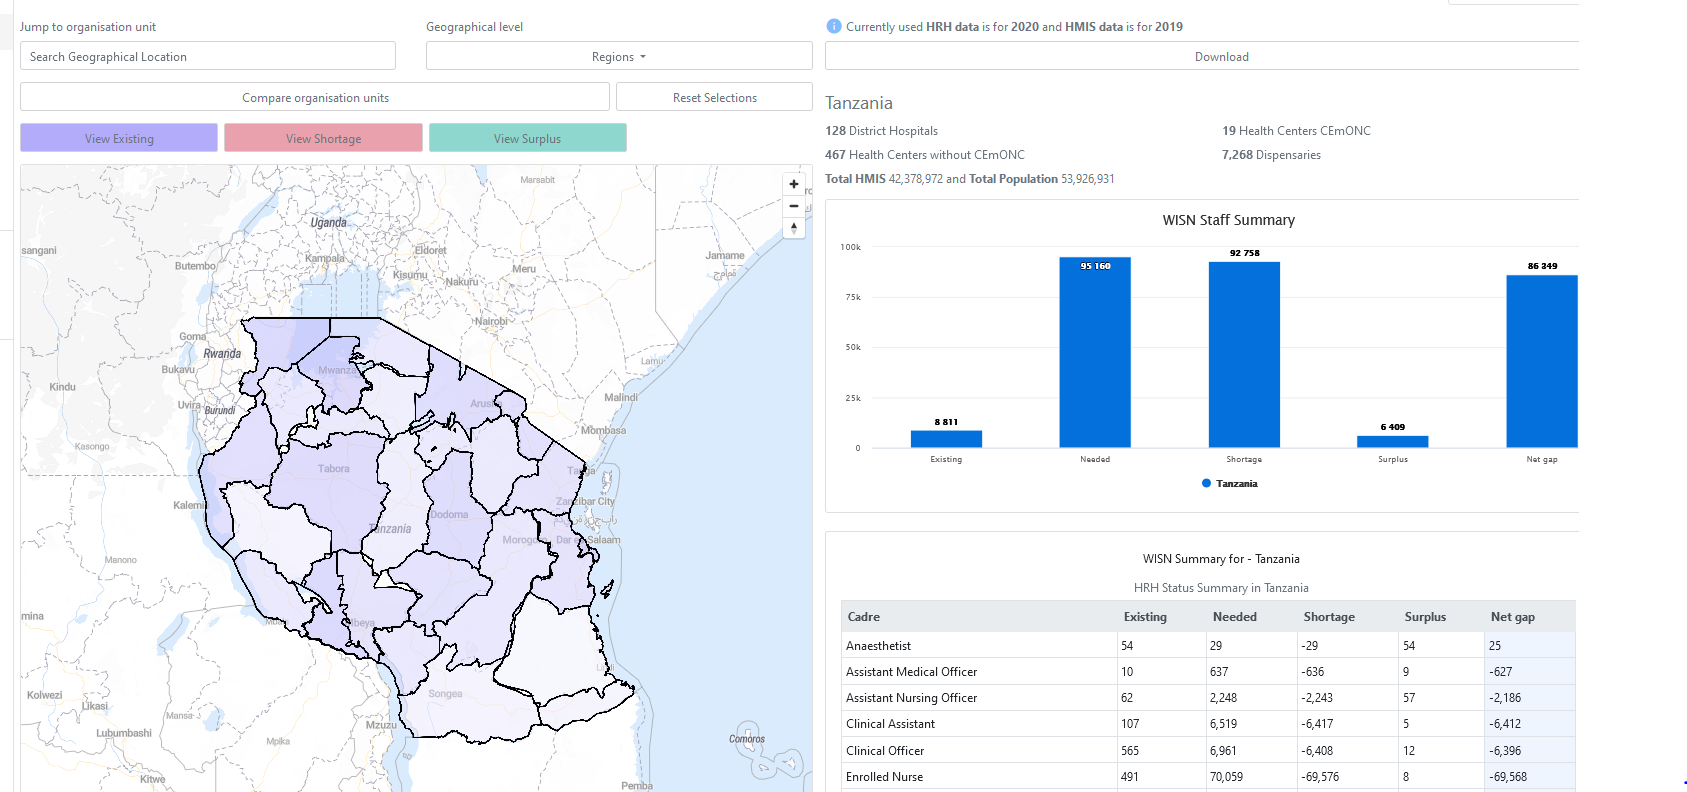 Jump to organisation unit
Search Geographical Location
Geographical level
Regions
Compare organisation units
Reset Selections
View Existing
View Shortage
View Surplus
Currently used HRH data is for 2020 and HMIS data is for 2019
Download
Tanzania
128 District Hospitals
19 Health Centers CEmONC
467 Health Centers without CEmONC
7,268 Dispensaries
Total HMIS 42,378,972 and Total Population 53,926,931
Marsabit
Uganda
sangani
Eldoret
Kampala
Jamame
Butembo
Kisumu
Meru
Nakuru
Nairobi
Goma
Rwanda
Lamu
Bukavu
Mwanza
Kindu
Malindi
Uvira
Burundi
Arusha
Mombasa
Kasongo
Tabora
Tanga
Zanzibar City
Kalemie
Dodoma
Tanzania
Morogoro
Dar es Salaam
Manono
mina
Mbala
Mbeya
Lindi
Kolwezi
Songea
Likasi
Mansa
Mzuzu
Lubumbashi
Mpika
Comoros
Kitwe
Pemba
WISN Staff Summary
100k
75k
50k
25k
0
8 811
95 160
92 758
6 409
86 349
Existing
Needed
Shortage
Surplus
Net gap
Tanzania
WISN Summary for - Tanzania
HRH Status Summary in Tanzania
Cadre Existing Needed Shortage Surplus Net gap
Anaesthetist 54 29 -29 54 25
Assistant Medical Officer 10 637 -636 9 -627
Assistant Nursing Officer 62 2,248 -2,243 57 -2,186
Clinical Assistant 107 6,519 -6,417 5 -6,412
Clinical Officer 565 6,961 -6,408 12 -6,396
Enrolled Nurse 491 70,059 -69,576 8 -69,568